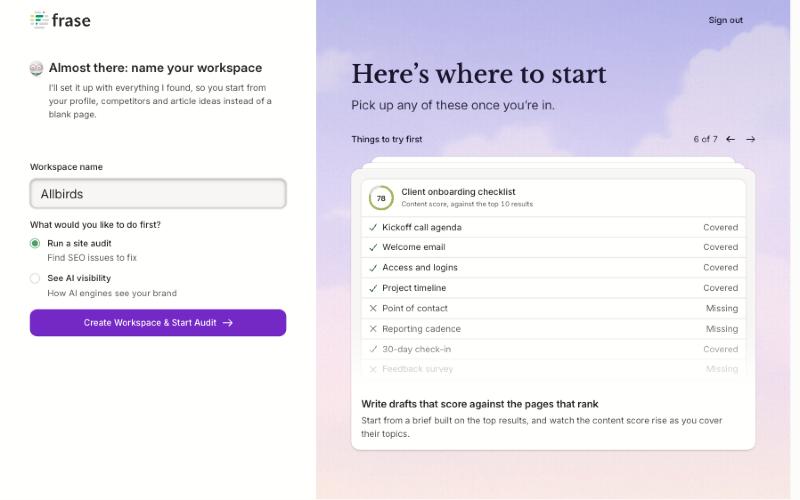 frase
Almost there: name your workspace
I'll set it up with everything I found, so you start from
your profile, competitors and article ideas instead of a
blank page.
Workspace name
Allbirds
What would you like to do first?
Run a site audit
Find SEO issues to fix
See AI visibility
How AI engines see your brand
Create Workspace & Start Audit →
Sign out
Here's where to start
Pick up any of these once you're in.
Things to try first
6 of 7 ← →
78
Client onboarding checklist
Content score, against the top 10 results
✓ Kickoff call agenda Covered
✓ Welcome email Covered
✓ Access and logins Covered
✓ Project timeline Covered
✕ Point of contact Missing
✕ Reporting cadence Missing
✓ 30-day check-in Covered
✕ Feedback survey Missing
Write drafts that score against the pages that rank
Start from a brief built on the top results, and watch the content score rise as you cover
their topics.